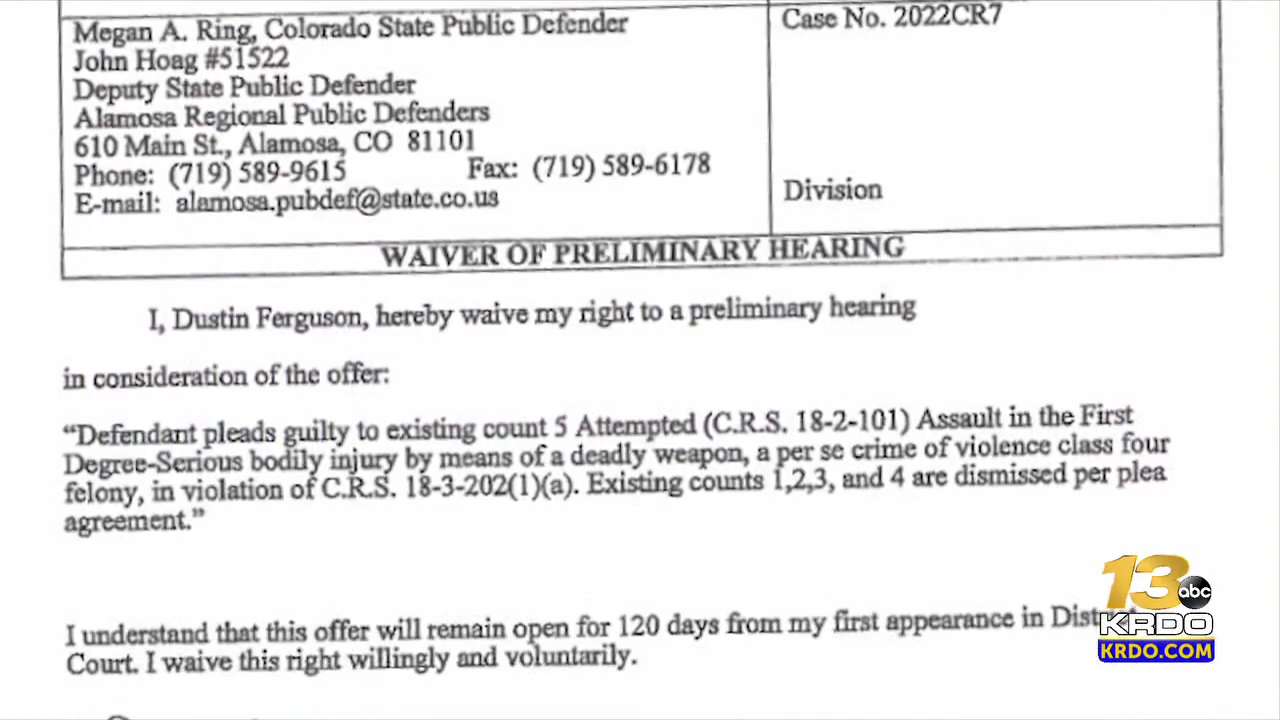 Megan A. Ring, Colorado State Public Defender
John Hoag #51522
Deputy State Public Defender
Alamosa Regional Public Defenders
610 Main St., Alamosa, CO 81101
Phone: (719) 589-9615 Fax: (719) 589-6178
E-mail: alamosa.pubdef@state.co.us
Case No. 2022CR7
Division
WAIVER OF PRELIMINARY HEARING
I, Dustin Ferguson, hereby waive my right to a preliminary hearing
in consideration of the offer:
“Defendant pleads guilty to existing count 5 Attempted (C.R.S. 18-2-101) Assault in the First
Degree-Serious bodily injury by means of a deadly weapon, a per se crime of violence class four
felony, in violation of C.R.S. 18-3-202(1)(a). Existing counts 1,2,3, and 4 are dismissed per plea
agreement.”
I understand that this offer will remain open for 120 days from my first appearance in District
Court. I waive this right willingly and voluntarily.
13 abc
KRDO
KRDO.COM